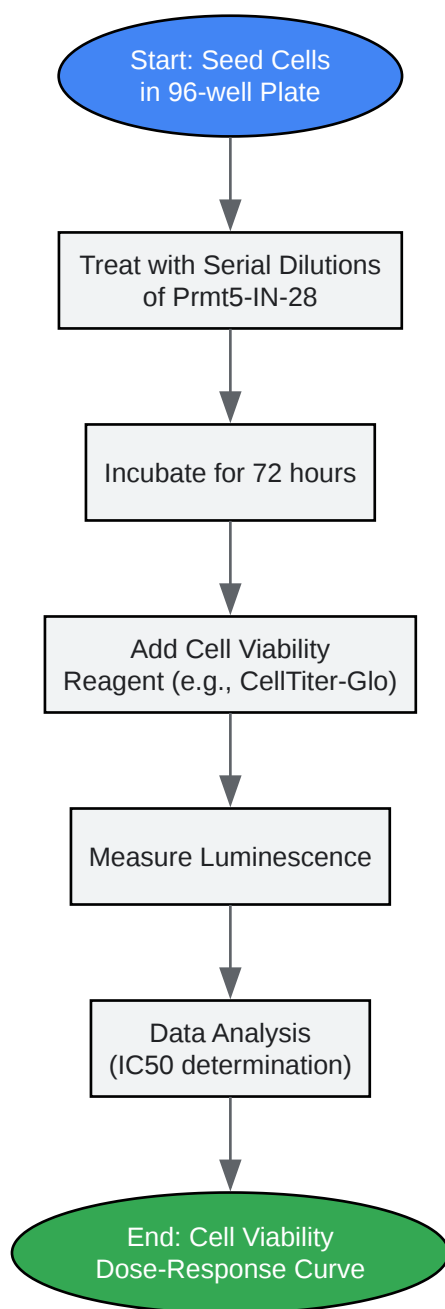 Start: Seed Cells
in 96-well Plate
Treat with Serial Dilutions
of Prmt5-IN-28
Incubate for 72 hours
Add Cell Viability
Reagent (e.g., CellTiter-Glo)
Measure Luminescence
Data Analysis
(IC50 determination)
End: Cell Viability
Dose-Response Curve